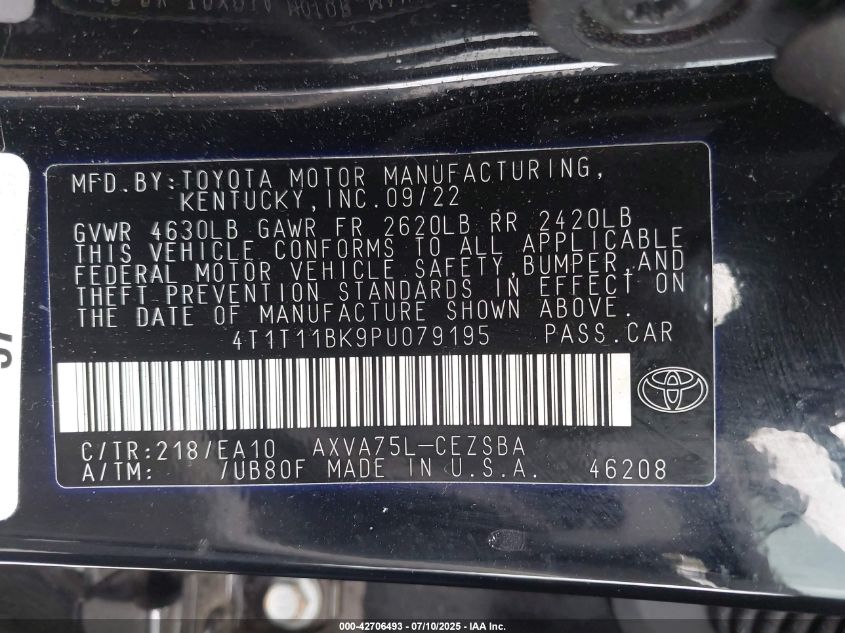 MFD.BY:TOYOTA MOTOR MANUFACTURING,
KENTUCKY,INC.09/22
GVWR 4630LB GAWR FR 2620LB RR 2420LB
THIS VEHICLE CONFORMS TO ALL APPLICABLE
FEDERAL MOTOR VEHICLE SAFETY,BUMPER,AND
THEFT PREVENTION STANDARDS IN EFFECT ON
THE DATE OF MANUFACTURE SHOWN ABOVE.
4T1T11BK9PU079195 PASS.CAR
C/TR:218/EA10 AXVA75L-CEZSBA
A/TM: /UB80F MADE IN U.S.A. 46208
000-42706493 - 07/10/2025 - IAA Inc.